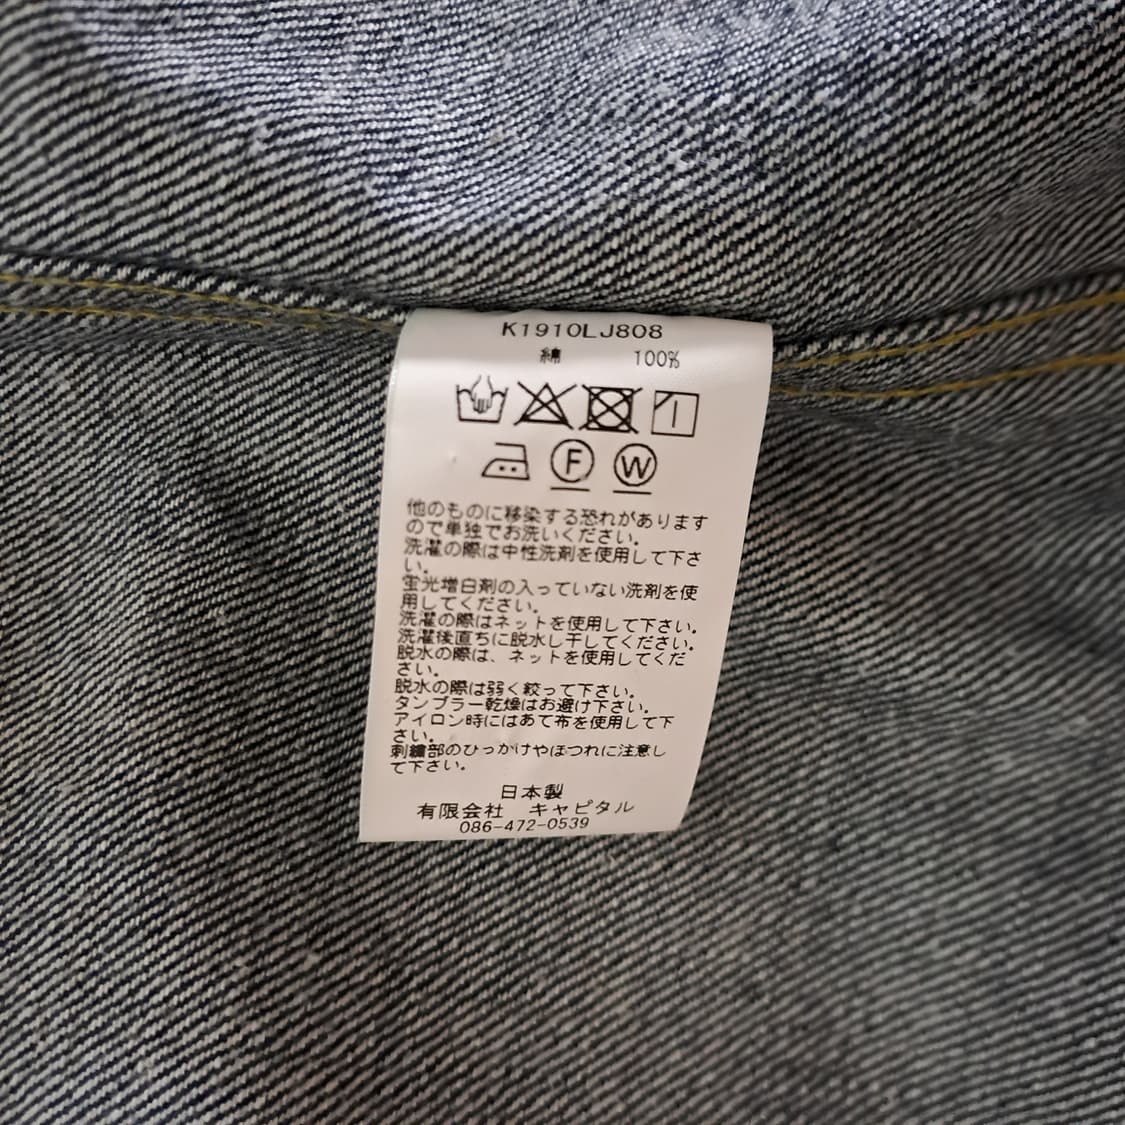 K1910LJ808
綿 100%
F W
他のものに移染する恐れがあります
ので単独でお洗いください。
洗濯の際は中性洗剤を使用して下さ
い。
蛍光増白剤の入っていない洗剤を使
用してください。
洗濯の際はネットを使用して下さい。
洗濯後直ちに脱水し干してください。
脱水の際は、ネットを使用してくだ
さい。
脱水の際は弱く絞って下さい。
タンブラー乾燥はお避け下さい。
アイロン時にはあて布を使用して下
さい。
刺繍部のひっかけやほつれに注意し
て下さい。
日本製
有限会社 キャピタル
086-472-0539